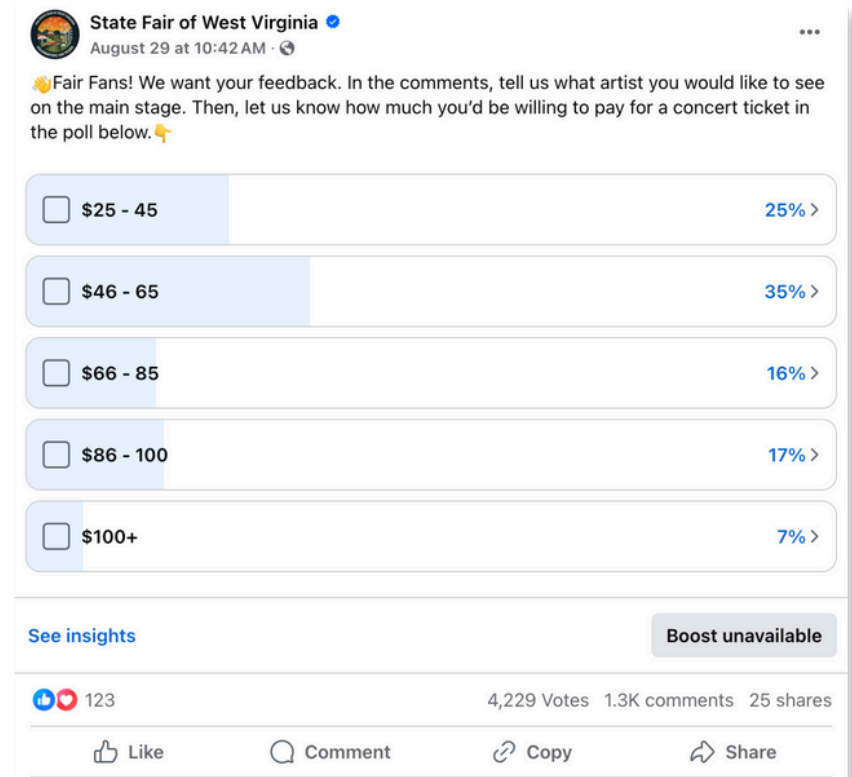 State Fair of West Virginia
August 29 at 10:42 AM ·
👋Fair Fans! We want your feedback. In the comments, tell us what artist you would like to see
on the main stage. Then, let us know how much you'd be willing to pay for a concert ticket in
the poll below.👇
$25 - 45 25%
$46 - 65 35%
$66 - 85 16%
$86 - 100 17%
$100+ 7%
See insights Boost unavailable
123 4,229 Votes 1.3K comments 25 shares
Like Comment Copy Share